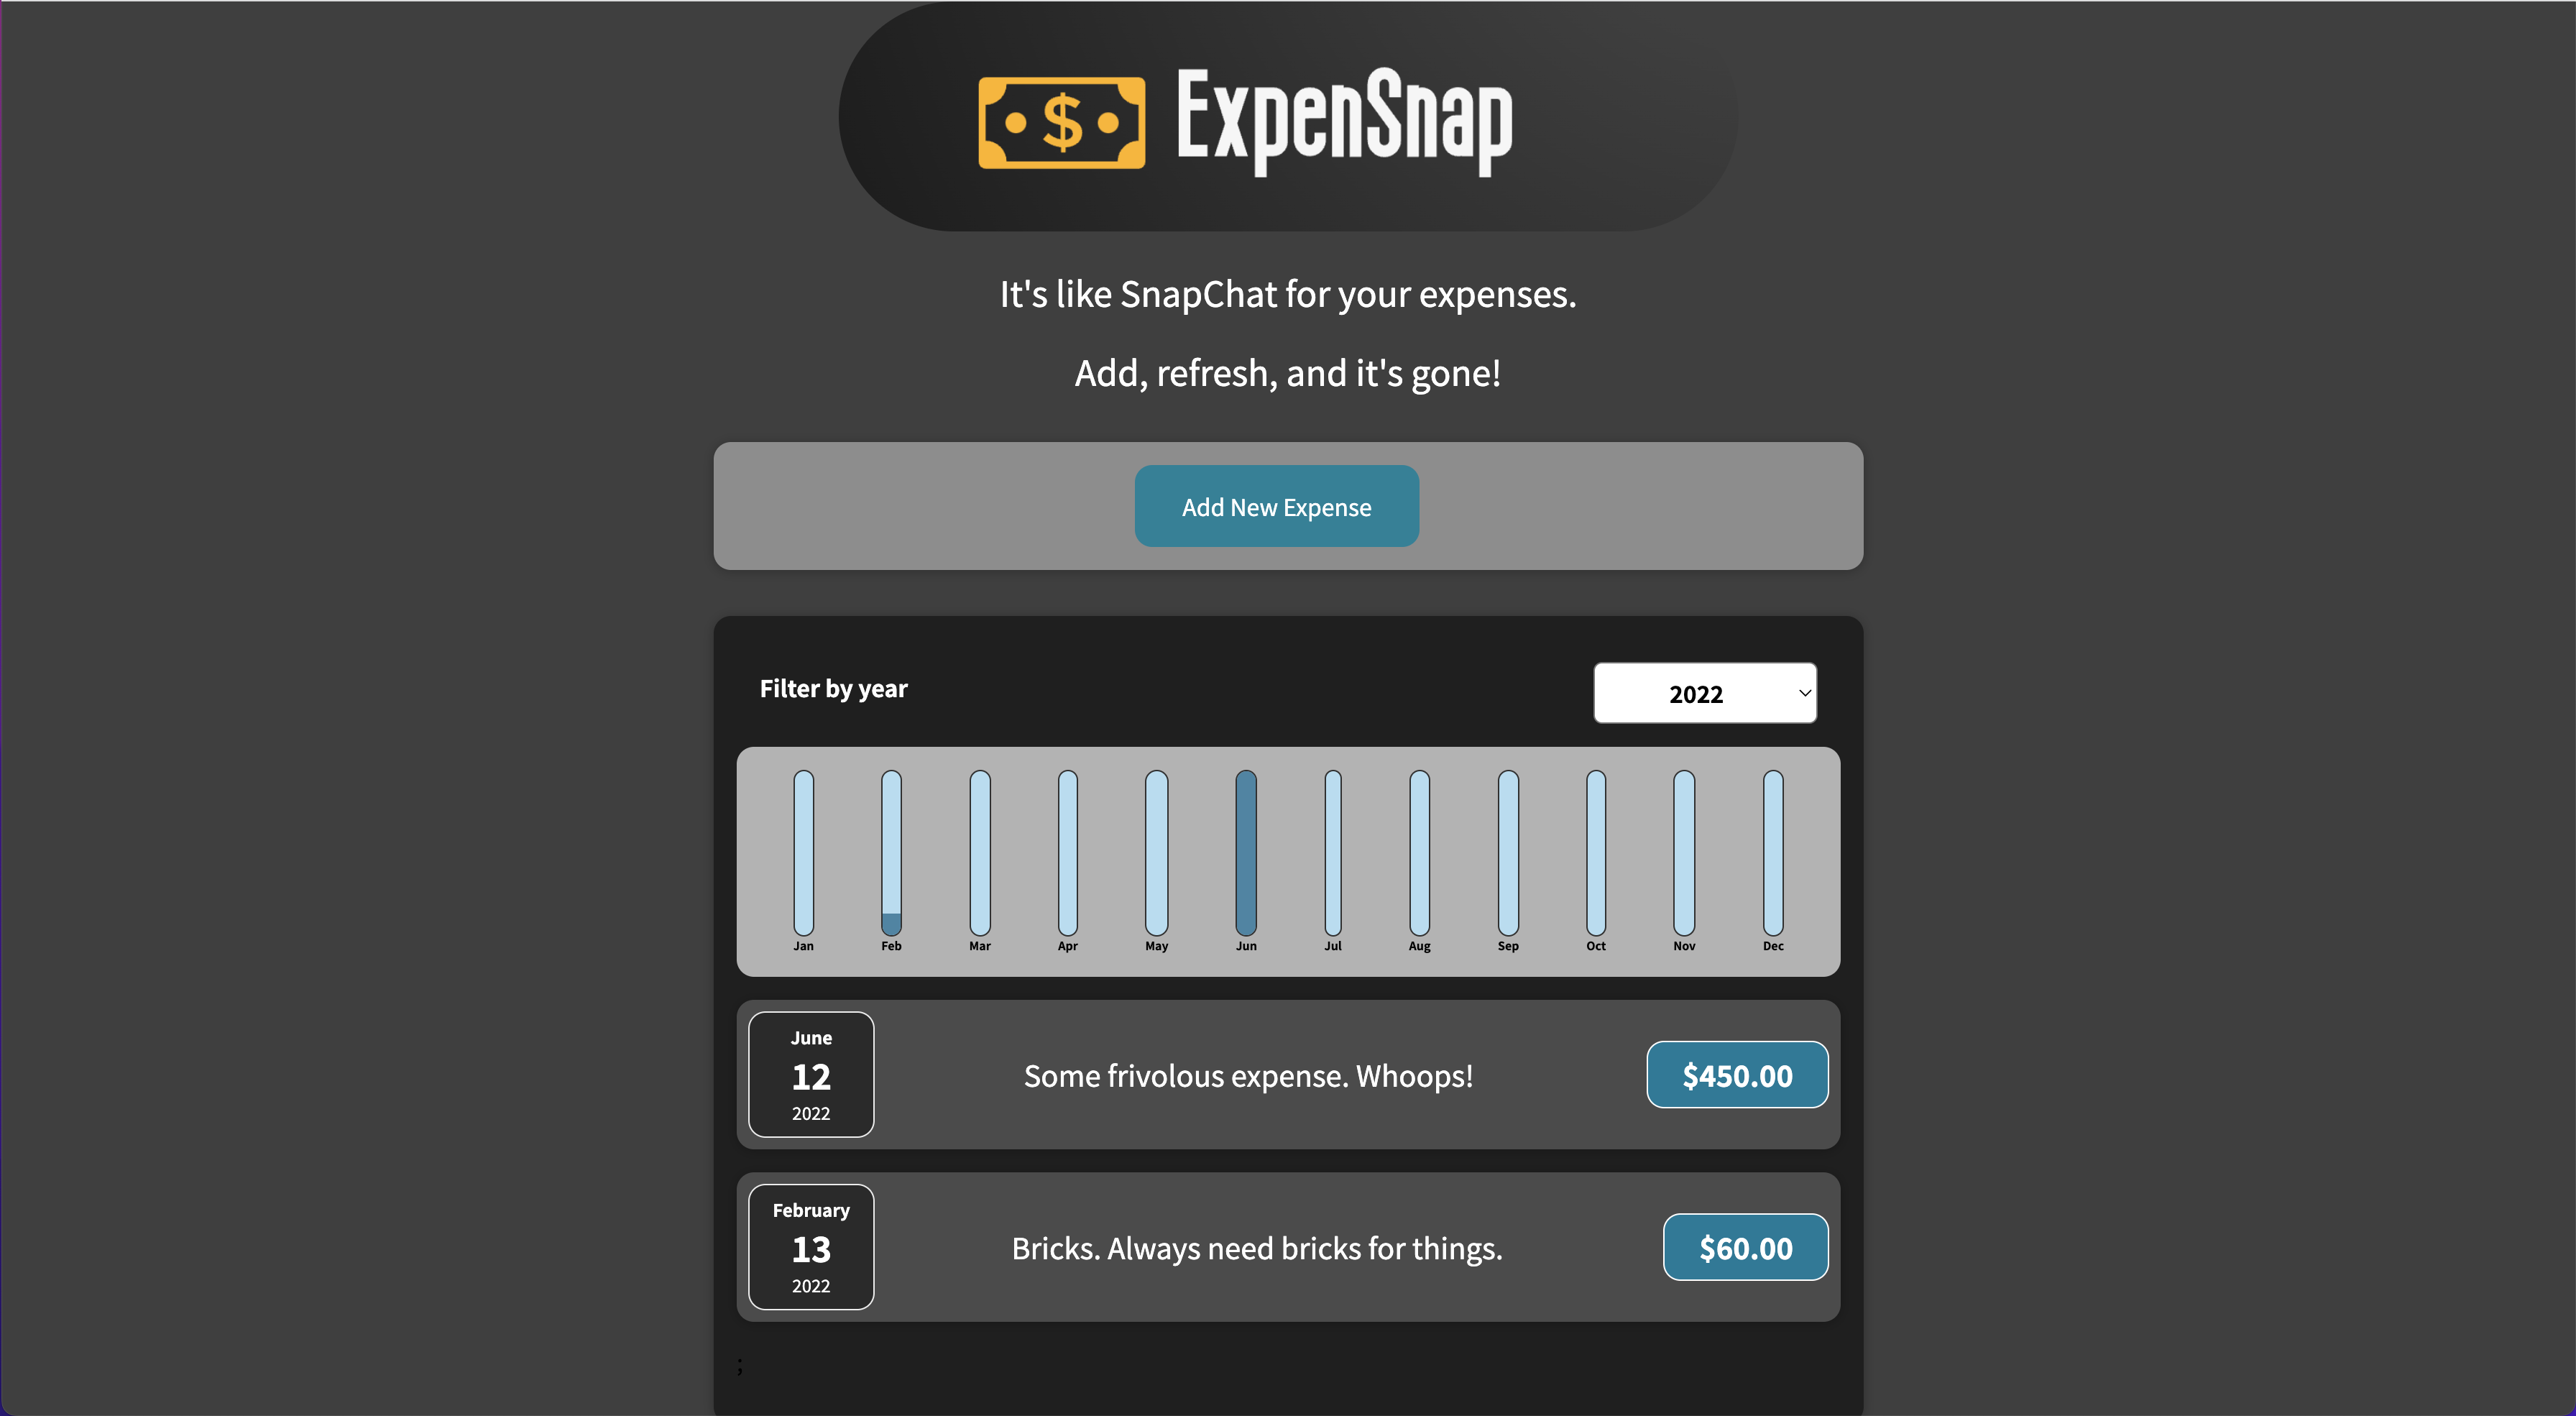 $ ExpenSnap
It's like SnapChat for your expenses.
Add, refresh, and it's gone!
Add New Expense
Filter by year
2022
Jan Feb Mar Apr May Jun Jul Aug Sep Oct Nov Dec
June
12
2022
Some frivolous expense. Whoops!
$450.00
February
13
2022
Bricks. Always need bricks for things.
$60.00
;